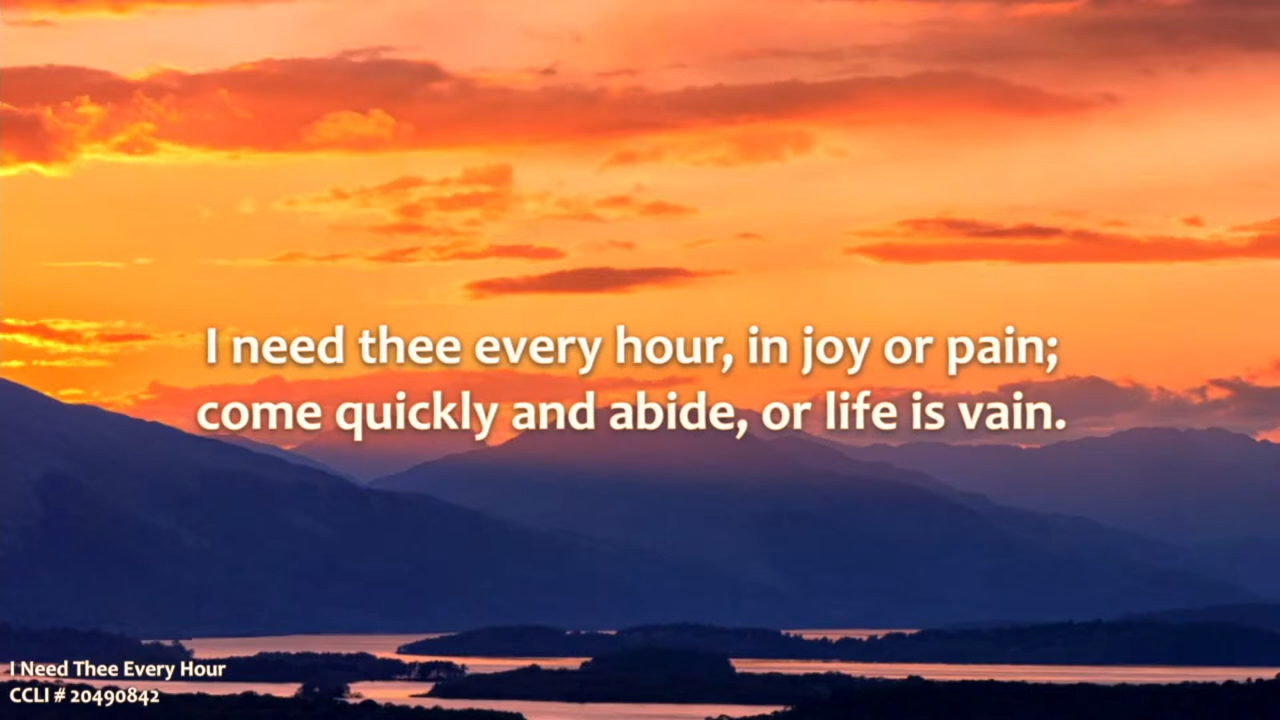 I need thee every hour, in joy or pain;
come quickly and abide, or life is vain.
I Need Thee Every Hour
CCLI # 20490842